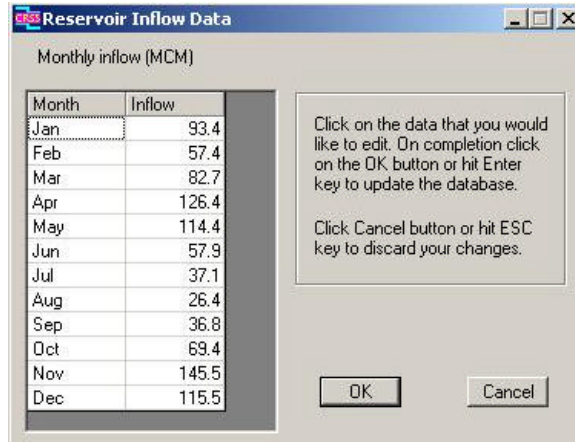 CRSS Reservoir Inflow Data
Monthly inflow (MCM)
Month Inflow
Jan 93.4
Feb 57.4
Mar 82.7
Apr 126.4
May 114.4
Jun 57.9
Jul 37.1
Aug 26.4
Sep 36.8
Oct 69.4
Nov 145.5
Dec 115.5
Click on the data that you would
like to edit. On completion click
on the OK button or hit Enter
key to update the database.
Click Cancel button or hit ESC
key to discard your changes.
OK
Cancel